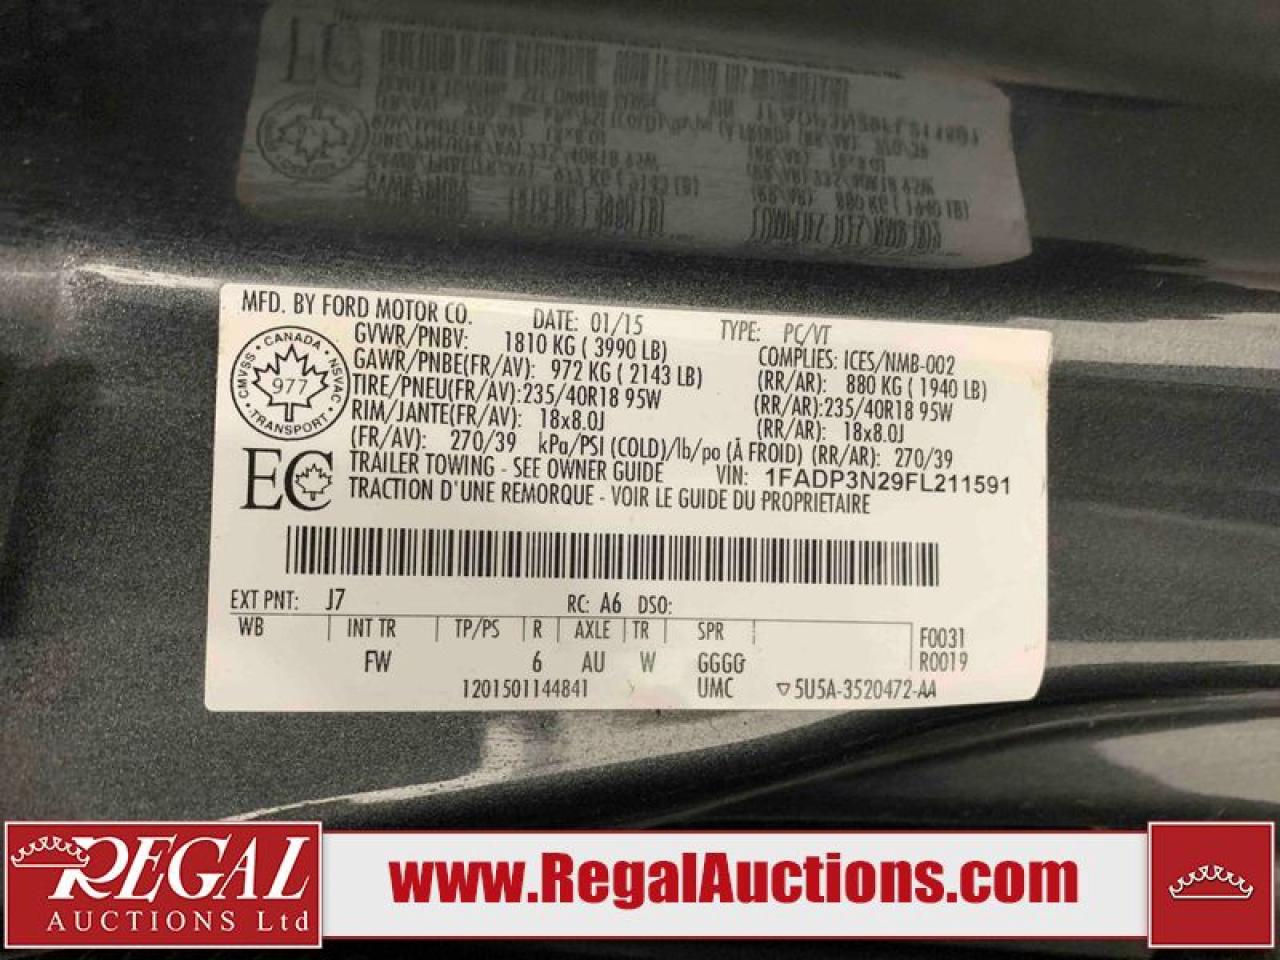 MFD. BY FORD MOTOR CO. DATE: 01/15 TYPE: PC/VT
GVWR/PNBV: 1810 KG ( 3990 LB) COMPLIES: ICES/NMB-002
GAWR/PNBE(FR/AV): 972 KG ( 2143 LB) (RR/AR): 880 KG ( 1940 LB)
TIRE/PNEU(FR/AV):235/40R18 95W (RR/AR):235/40R18 95W
RIM/JANTE(FR/AV): 18x8.0J (RR/AR): 18x8.0J
(FR/AV): 270/39 kPa/PSI (COLD)/lb/po (À FROID) (RR/AR): 270/39
TRAILER TOWING - SEE OWNER GUIDE VIN: 1FADP3N29FL211591
TRACTION D'UNE REMORQUE - VOIR LE GUIDE DU PROPRIETAIRE
CMVSS • CANADA • NSVAC • TRANSPORT •
977
EC
EXT PNT: J7 RC: A6 DSO:
WB INT TR TP/PS R AXLE TR SPR F0031
FW 6 AU W GGGG R0019
1201501144841 UMC ▽5U5A-3520472-AA
REGAL
AUCTIONS Ltd
www.RegalAuctions.com